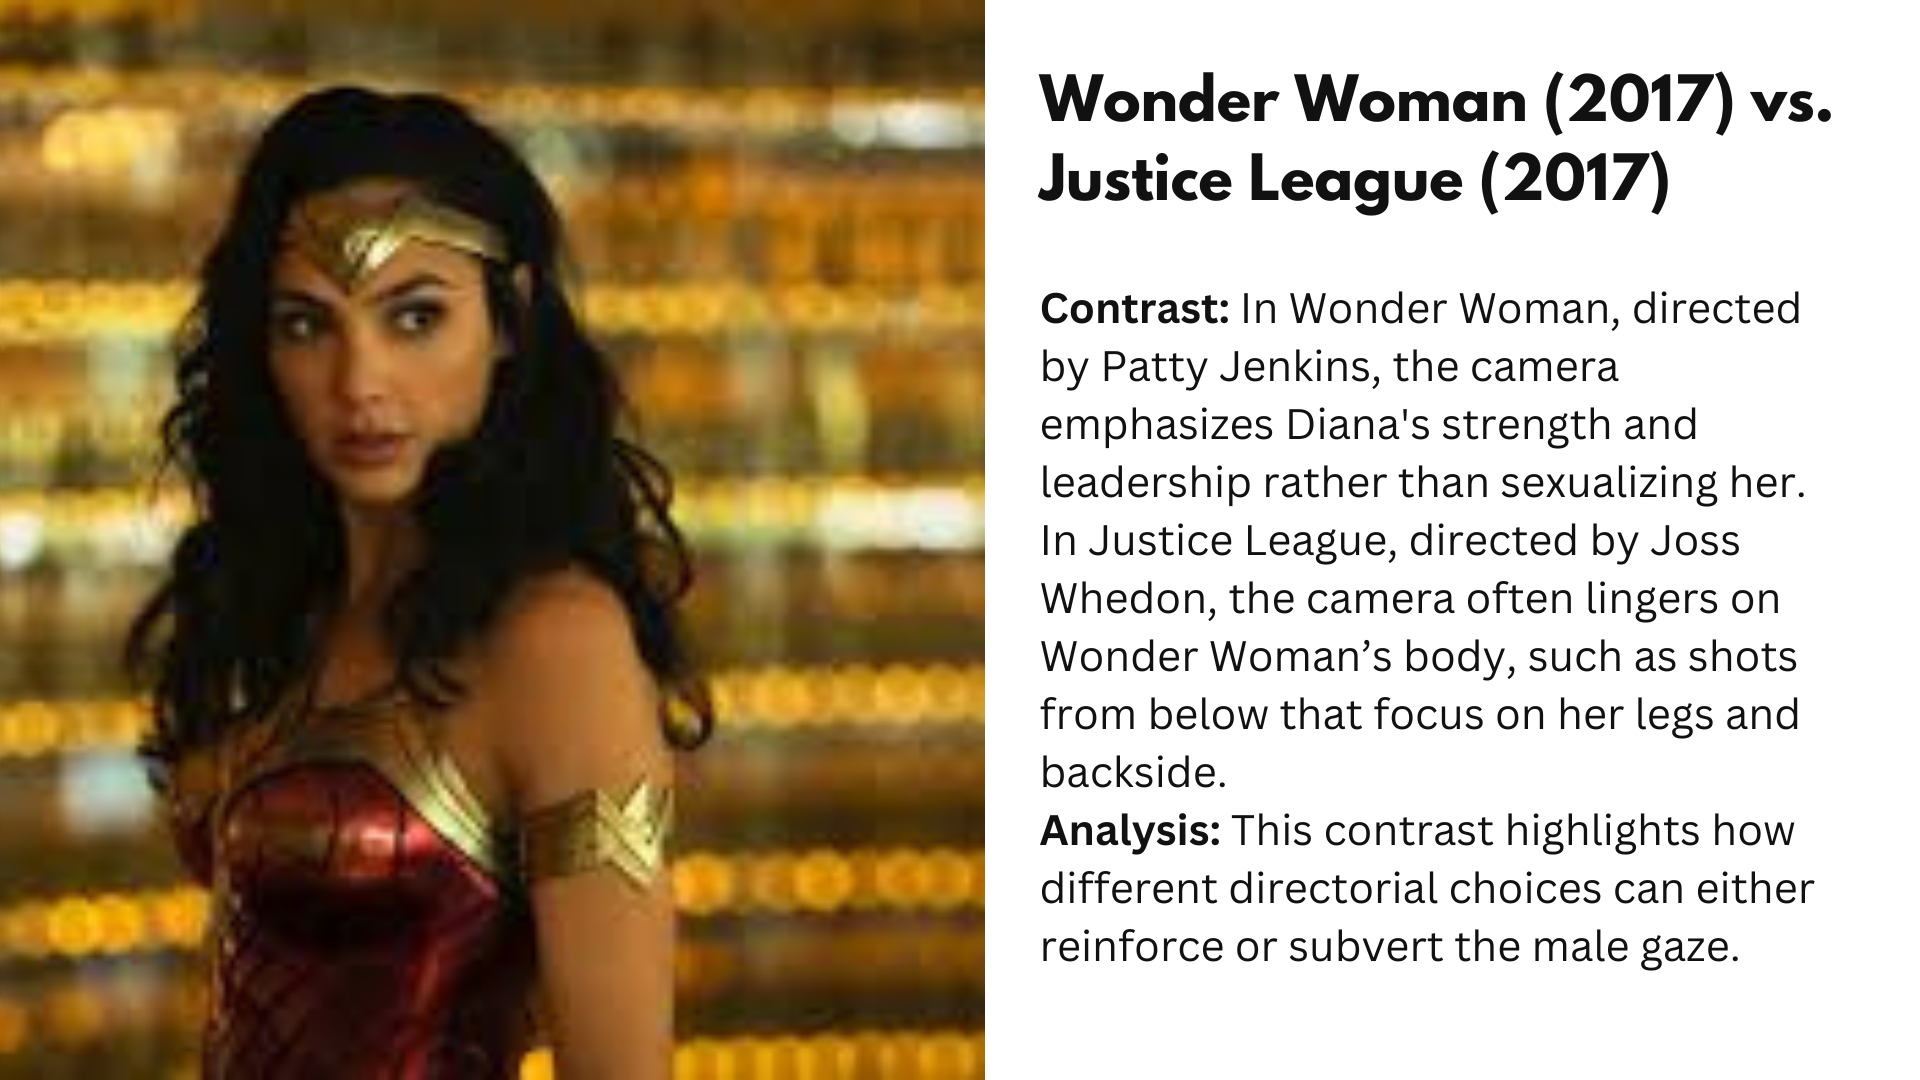 Wonder Woman (2017) vs.
Justice League (2017)
Contrast: In Wonder Woman, directed
by Patty Jenkins, the camera
emphasizes Diana's strength and
leadership rather than sexualizing her.
In Justice League, directed by Joss
Whedon, the camera often lingers on
Wonder Woman’s body, such as shots
from below that focus on her legs and
backside.
Analysis: This contrast highlights how
different directorial choices can either
reinforce or subvert the male gaze.